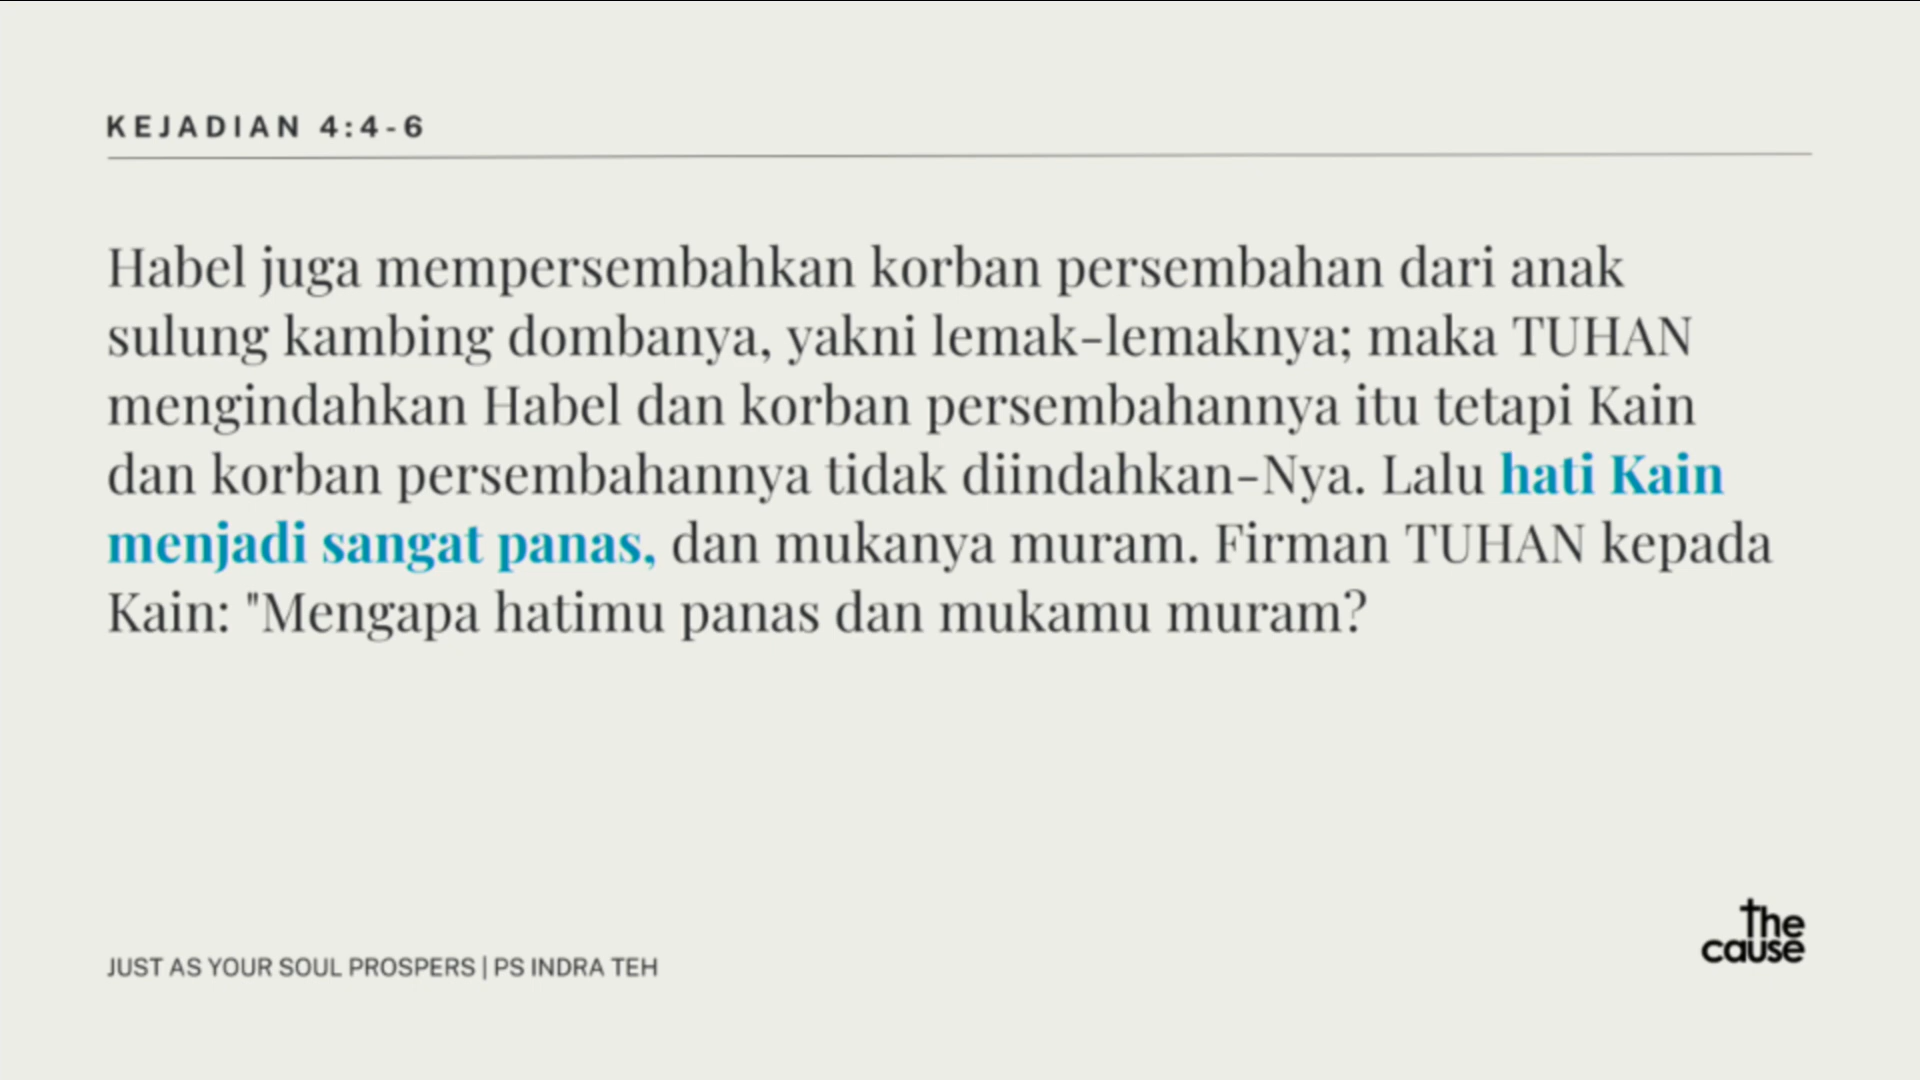 KEJADIAN 4:4-6
Habel juga mempersembahkan korban persembahan dari anak
sulung kambing dombanya, yakni lemak-lemaknya; maka TUHAN
mengindahkan Habel dan korban persembahannya itu tetapi Kain
dan korban persembahannya tidak diindahkan-Nya. Lalu hati Kain
menjadi sangat panas, dan mukanya muram. Firman TUHAN kepada
Kain: "Mengapa hatimu panas dan mukamu muram?
the
cause
JUST AS YOUR SOUL PROSPERS | PS INDRA TEH